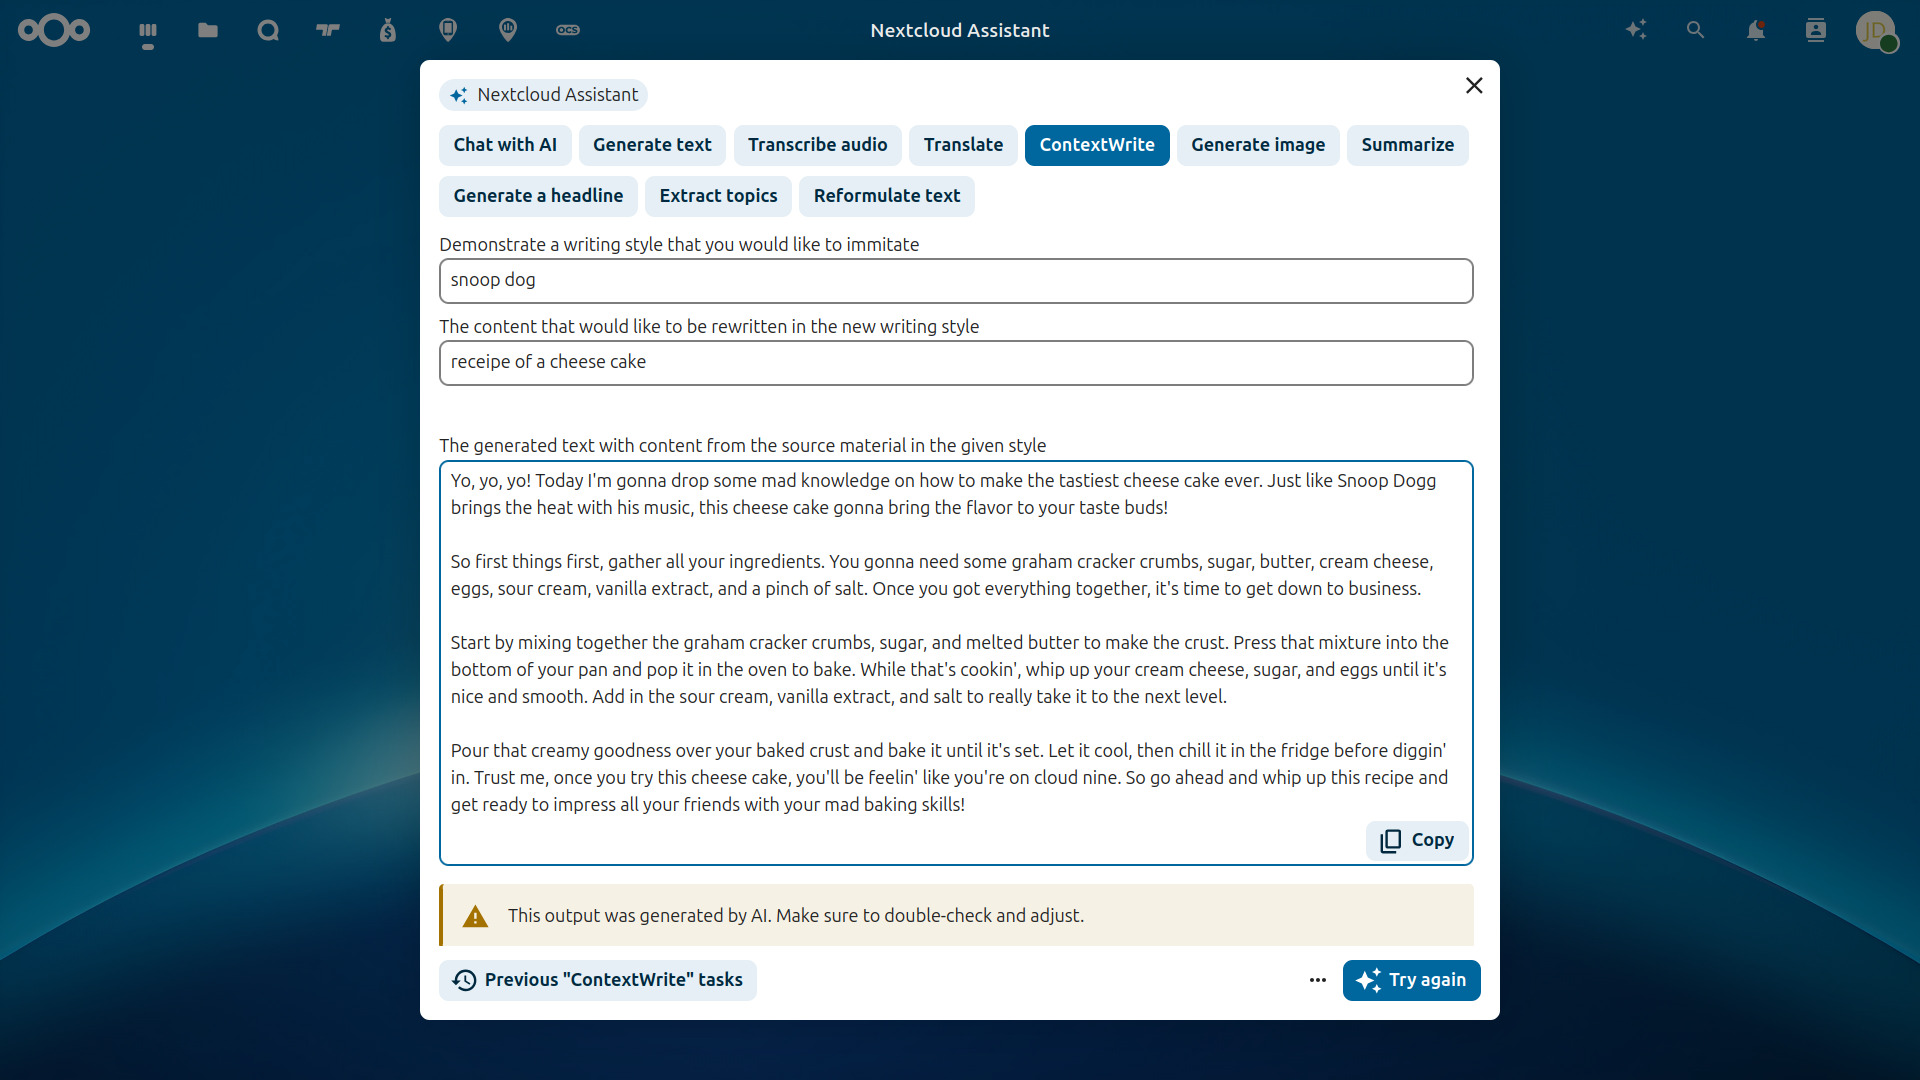 Nextcloud Assistant
OCS
JD
Nextcloud Assistant
Chat with AI
Generate text
Transcribe audio
Translate
ContextWrite
Generate image
Summarize
Generate a headline
Extract topics
Reformulate text
Demonstrate a writing style that you would like to immitate
snoop dog
The content that would like to be rewritten in the new writing style
receipe of a cheese cake
The generated text with content from the source material in the given style
Yo, yo, yo! Today I'm gonna drop some mad knowledge on how to make the tastiest cheese cake ever. Just like Snoop Dogg
brings the heat with his music, this cheese cake gonna bring the flavor to your taste buds!
So first things first, gather all your ingredients. You gonna need some graham cracker crumbs, sugar, butter, cream cheese,
eggs, sour cream, vanilla extract, and a pinch of salt. Once you got everything together, it's time to get down to business.
Start by mixing together the graham cracker crumbs, sugar, and melted butter to make the crust. Press that mixture into the
bottom of your pan and pop it in the oven to bake. While that's cookin', whip up your cream cheese, sugar, and eggs until it's
nice and smooth. Add in the sour cream, vanilla extract, and salt to really take it to the next level.
Pour that creamy goodness over your baked crust and bake it until it's set. Let it cool, then chill it in the fridge before diggin'
in. Trust me, once you try this cheese cake, you'll be feelin' like you're on cloud nine. So go ahead and whip up this recipe and
get ready to impress all your friends with your mad baking skills!
Copy
This output was generated by AI. Make sure to double-check and adjust.
Previous "ContextWrite" tasks
Try again